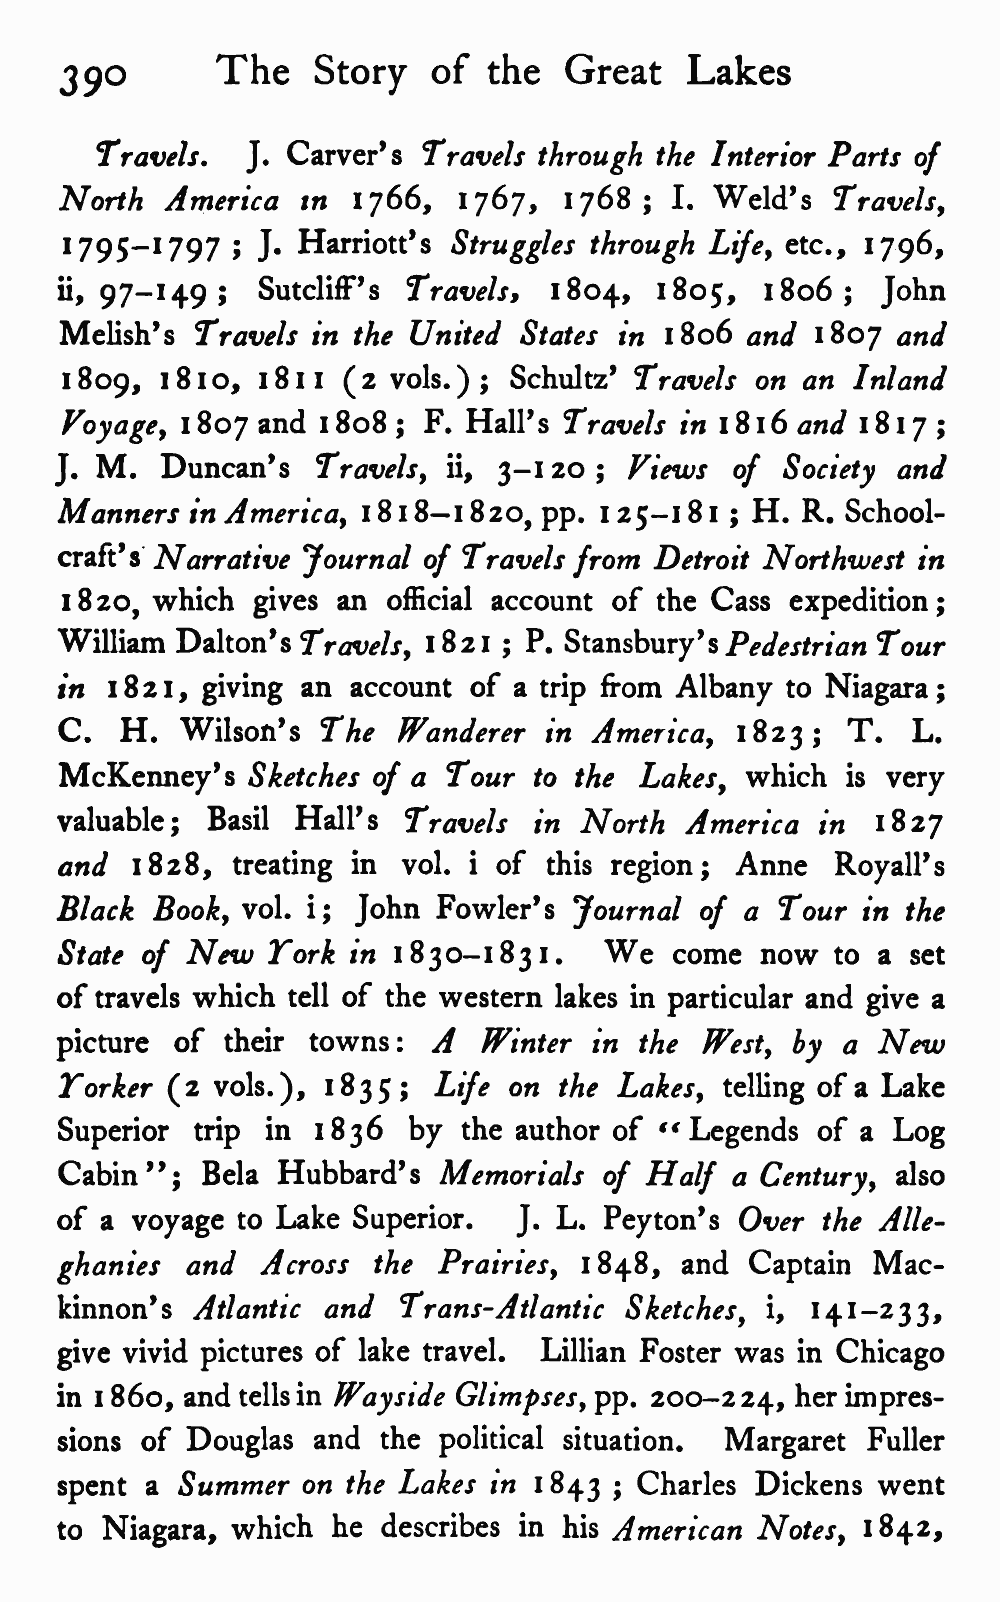 390 The Story of the Great Lakes
Travels. J. Carver's Travels through the Interior Parts of
North America in 1766, 1767, 1768 ; I. Weld's Travels,
1795–1797 ; J. Harriott's Struggles through Life, etc., 1796,
ii, 97–149 ; Sutcliff's Travels, 1804, 1805, 1806 ; John
Melish's Travels in the United States in 1806 and 1807 and
1809, 1810, 1811 (2 vols.) ; Schultz' Travels on an Inland
Voyage, 1807 and 1808 ; F. Hall's Travels in 1816 and 1817 ;
J. M. Duncan's Travels, ii, 3–120 ; Views of Society and
Manners in America, 1818–1820, pp. 125–181 ; H. R. School-
craft's Narrative Journal of Travels from Detroit Northwest in
1820, which gives an official account of the Cass expedition ;
William Dalton's Travels, 1821 ; P. Stansbury's Pedestrian Tour
in 1821, giving an account of a trip from Albany to Niagara ;
C. H. Wilson's The Wanderer in America, 1823 ; T. L.
McKenney's Sketches of a Tour to the Lakes, which is very
valuable ; Basil Hall's Travels in North America in 1827
and 1828, treating in vol. i of this region ; Anne Royall's
Black Book, vol. i ; John Fowler's Journal of a Tour in the
State of New York in 1830–1831. We come now to a set
of travels which tell of the western lakes in particular and give a
picture of their towns : A Winter in the West, by a New
Yorker (2 vols.), 1835 ; Life on the Lakes, telling of a Lake
Superior trip in 1836 by the author of "Legends of a Log
Cabin" ; Bela Hubbard's Memorials of Half a Century, also
of a voyage to Lake Superior. J. L. Peyton's Over the Alle-
ghanies and Across the Prairies, 1848, and Captain Mac-
kinnon's Atlantic and Trans-Atlantic Sketches, i, 141–233,
give vivid pictures of lake travel. Lillian Foster was in Chicago
in 1860, and tells in Wayside Glimpses, pp. 200–224, her impres-
sions of Douglas and the political situation. Margaret Fuller
spent a Summer on the Lakes in 1843 ; Charles Dickens went
to Niagara, which he describes in his American Notes, 1842,